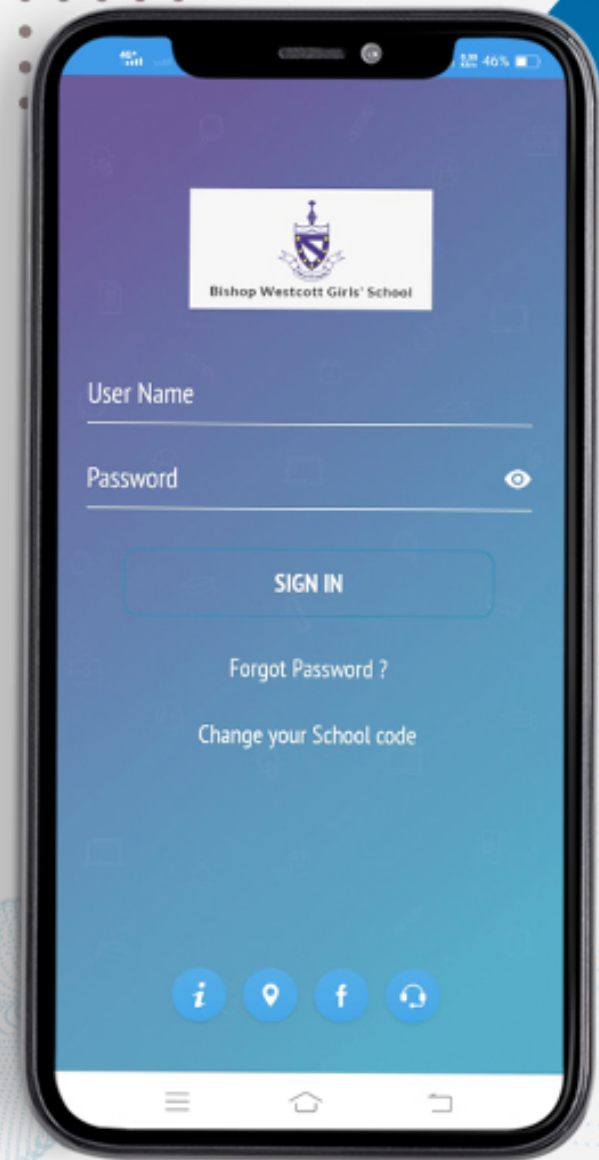 46%
Bishop Westcott Girls' School
User Name
Password
SIGN IN
Forgot Password ?
Change your School code
i
f